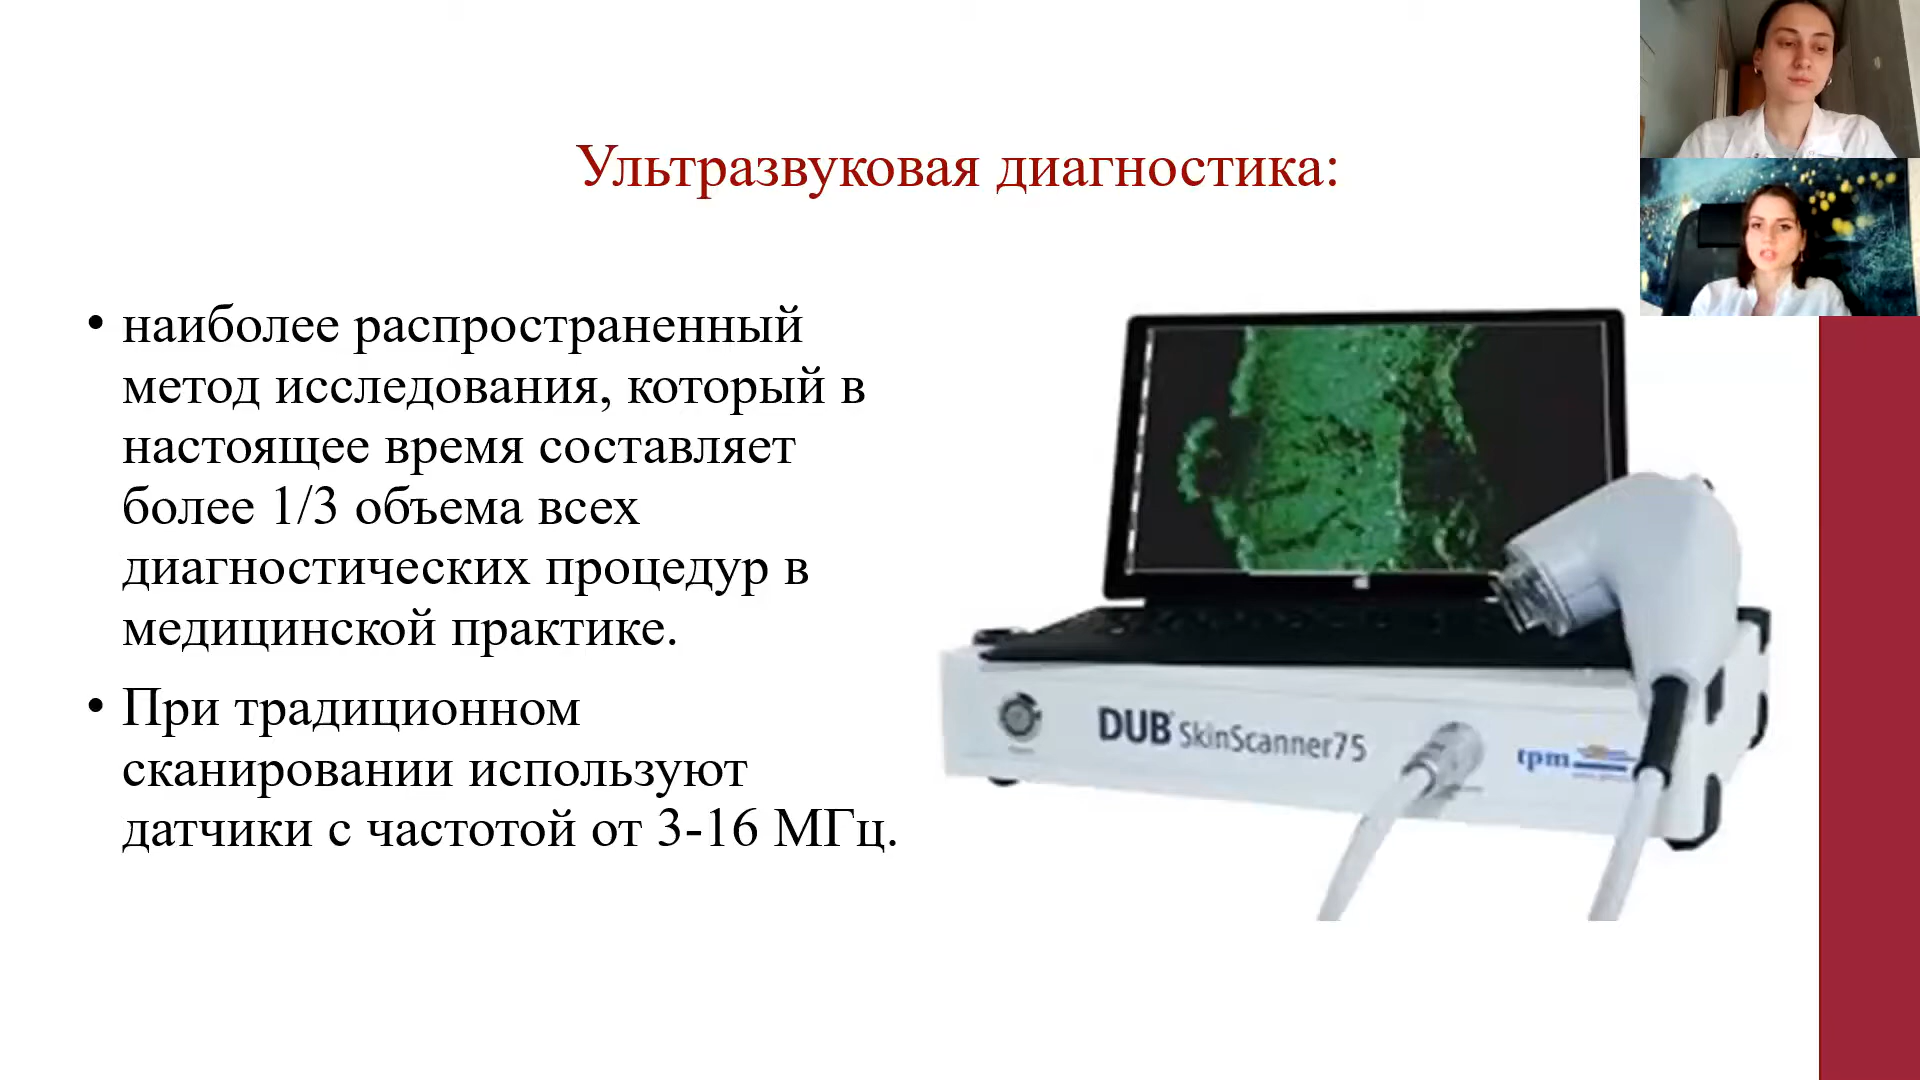 Ультразвуковая диагностика:
• наиболее распространенный
метод исследования, который в
настоящее время составляет
более 1/3 объема всех
диагностических процедур в
медицинской практике.
• При традиционном
сканировании используют
датчики с частотой от 3-16 МГц.
DUB SkinScanner75
tpm